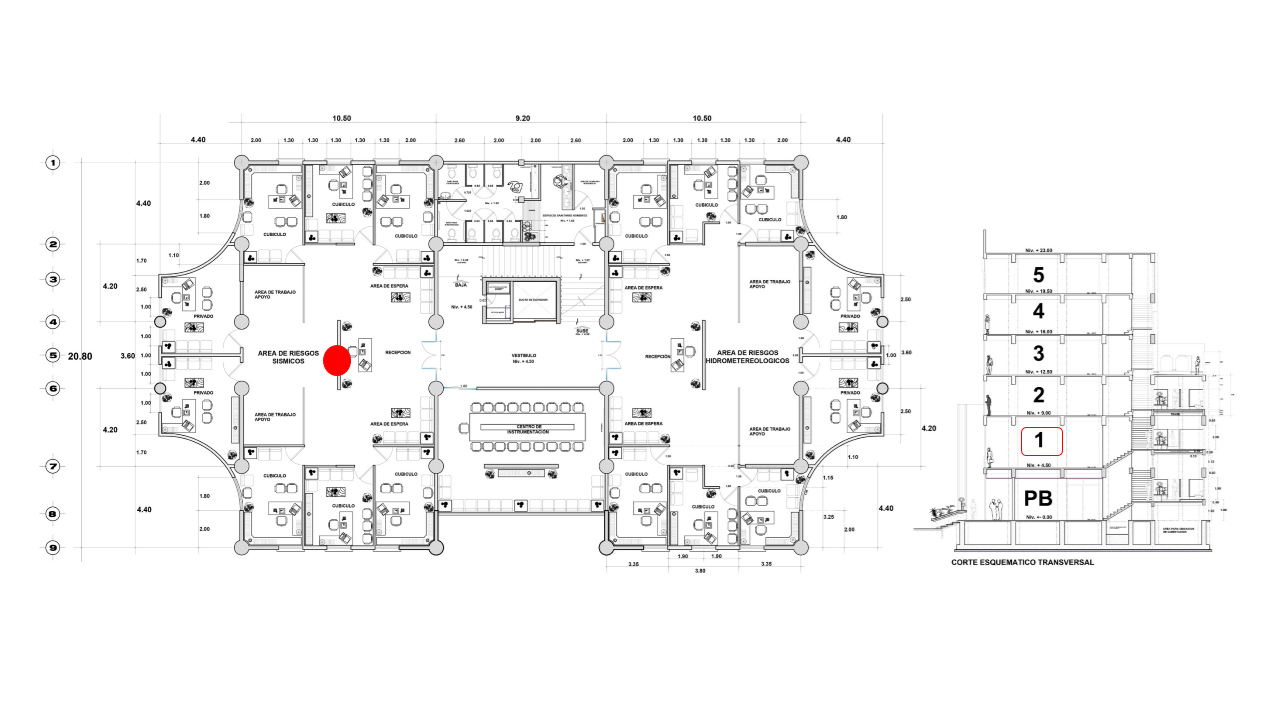 10.50
9.20
10.50
4.40
2.00
1.30
1.30
1.30
1.30
2.00
2.60
2.00
2.00
2.60
2.00
1.30
1.30
1.30
1.30
2.00
4.40
1
2.00
4.40
1.80
CUBICULO
CUBICULO
CUBICULO
CUBICULO
CUBICULO
CUBICULO
1.80
2
1.70
1.10
3
4.20
2.50
1.00
AREA DE TRABAJO
APOYO
AREA DE ESPERA
BAJA
Niv. + 4.50
SUBE
AREA DE ESPERA
AREA DE TRABAJO
APOYO
2.50
4
PRIVADO
PRIVADO
1.00
5
20.80
3.60
1.00
AREA DE RIESGOS
SISMICOS
RECEPCION
VESTIBULO
Niv. + 4.50
RECEPCIÓN
AREA DE RIESGOS
HIDROMETEREOLOGICOS
1.00
3.60
1.00
6
PRIVADO
PRIVADO
1.00
2.50
4.20
AREA DE TRABAJO
APOYO
AREA DE ESPERA
CENTRO DE
INSTRUMENTACION
AREA DE ESPERA
AREA DE TRABAJO
APOYO
2.50
4.20
1.70
1.10
7
CUBICULO
CUBICULO
CUBICULO
CUBICULO
CUBICULO
CUBICULO
1.15
1.80
4.40
4.40
8
3.25
2.00
2.00
9
1.90
1.90
3.35
3.80
3.35
Niv. + 23.00
5
Niv. + 19.50
4
Niv. + 16.00
3
Niv. + 12.50
2
Niv. + 9.00
1
Niv. + 4.50
PB
Niv. +- 0.00
CORTE ESQUEMATICO TRANSVERSAL